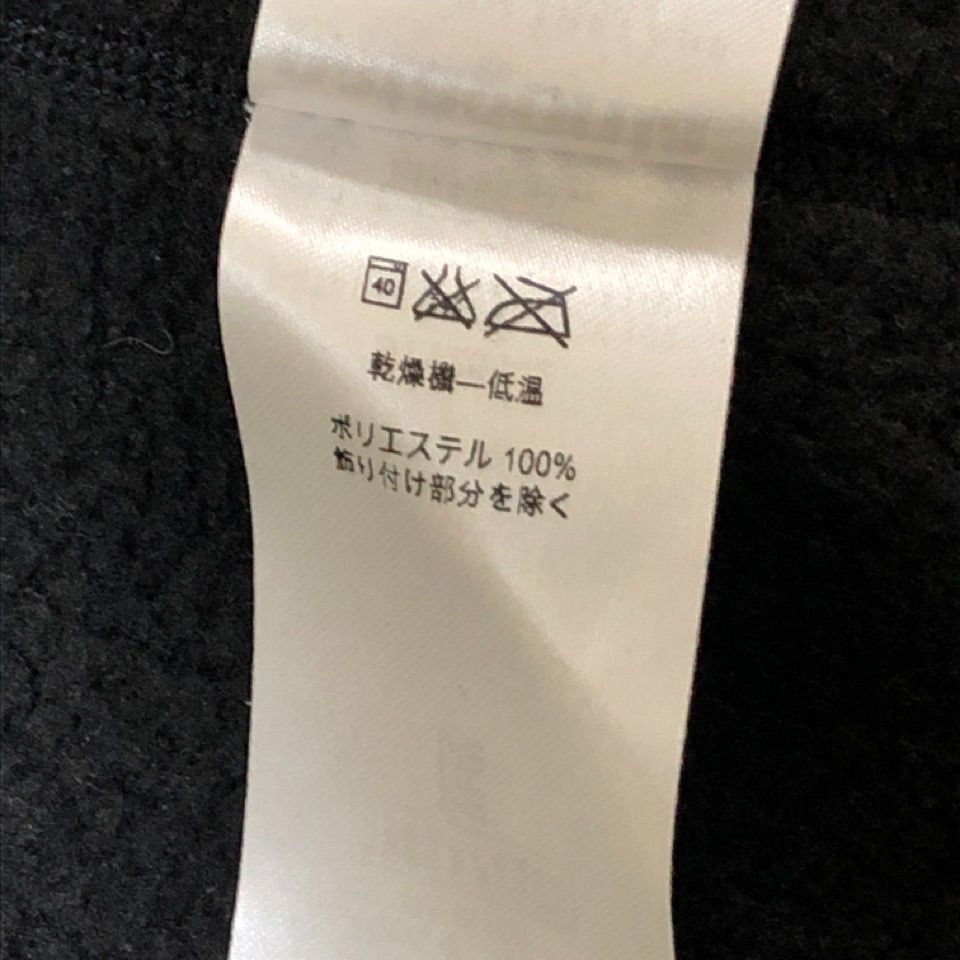 40
乾燥機—低温
ポリエステル 100%
飾り付け部分を除く